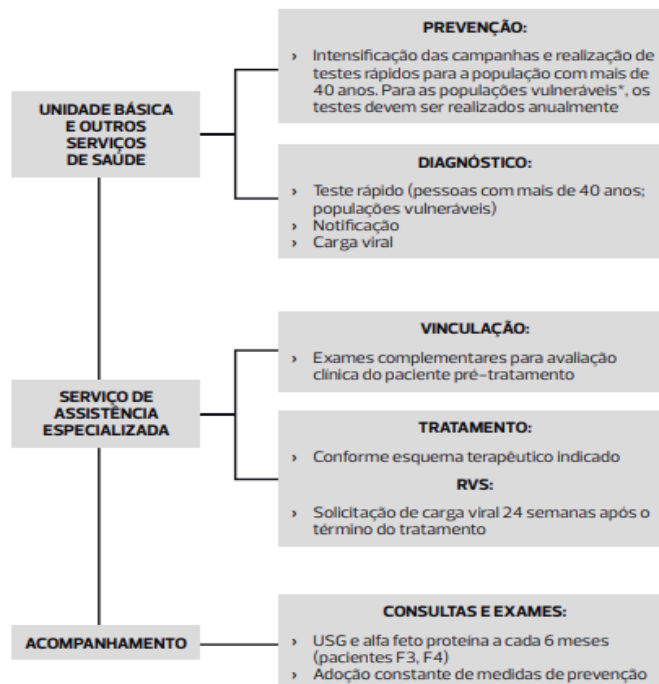 PREVENÇÃO:
› Intensificação das campanhas e realização de
testes rápidos para a população com mais de
40 anos. Para as populações vulneráveis*, os
testes devem ser realizados anualmente
UNIDADE BÁSICA
E OUTROS
SERVIÇOS
DE SAÚDE
DIAGNÓSTICO:
› Teste rápido (pessoas com mais de 40 anos;
populações vulneráveis)
› Notificação
› Carga viral
VINCULAÇÃO:
› Exames complementares para avaliação
clínica do paciente pré-tratamento
SERVIÇO DE
ASSISTÊNCIA
ESPECIALIZADA
TRATAMENTO:
› Conforme esquema terapêutico indicado
RVS:
› Solicitação de carga viral 24 semanas após o
término do tratamento
ACOMPANHAMENTO
CONSULTAS E EXAMES:
› USG e alfa feto proteína a cada 6 meses
(pacientes F3, F4)
› Adoção constante de medidas de prevenção